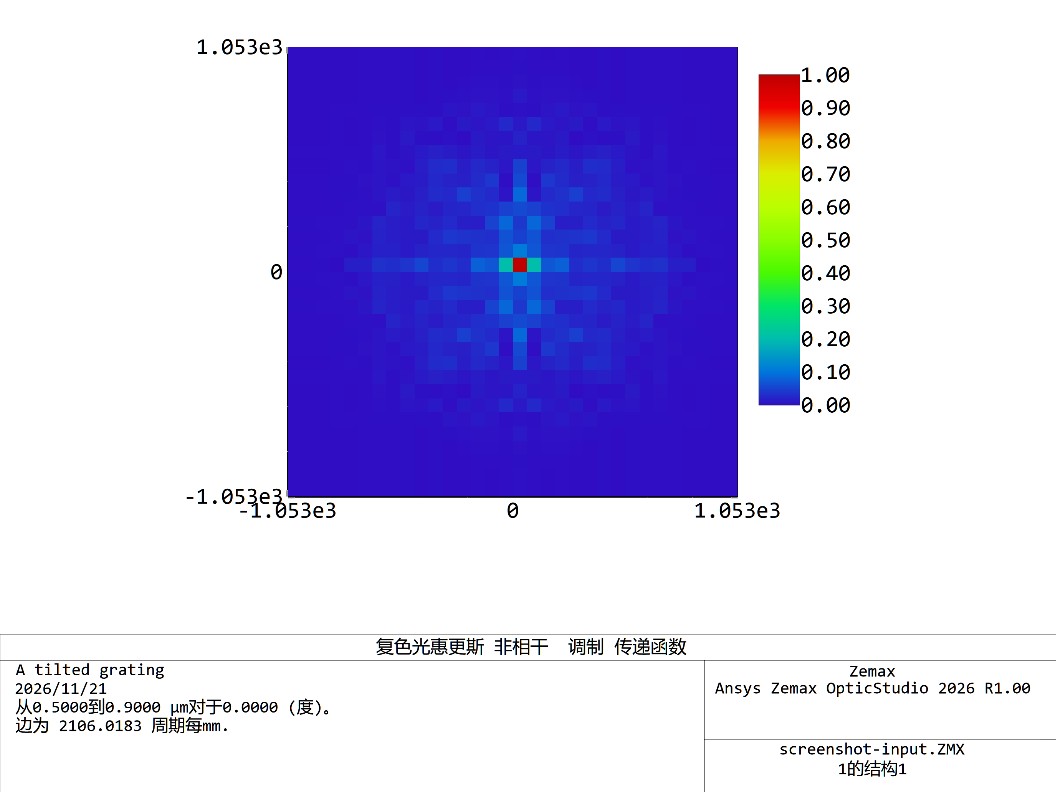 1.053e3
0
-1.053e3
-1.053e3
0
1.053e3
1.00
0.90
0.80
0.70
0.60
0.50
0.40
0.30
0.20
0.10
0.00
复色光惠更斯 非相干 调制 传递函数
A tilted grating
2026/11/21
从0.5000到0.9000 µm对于0.0000 (度)。
边为 2106.0183 周期每mm.
Zemax
Ansys Zemax OpticStudio 2026 R1.00
screenshot-input.ZMX
1的结构1